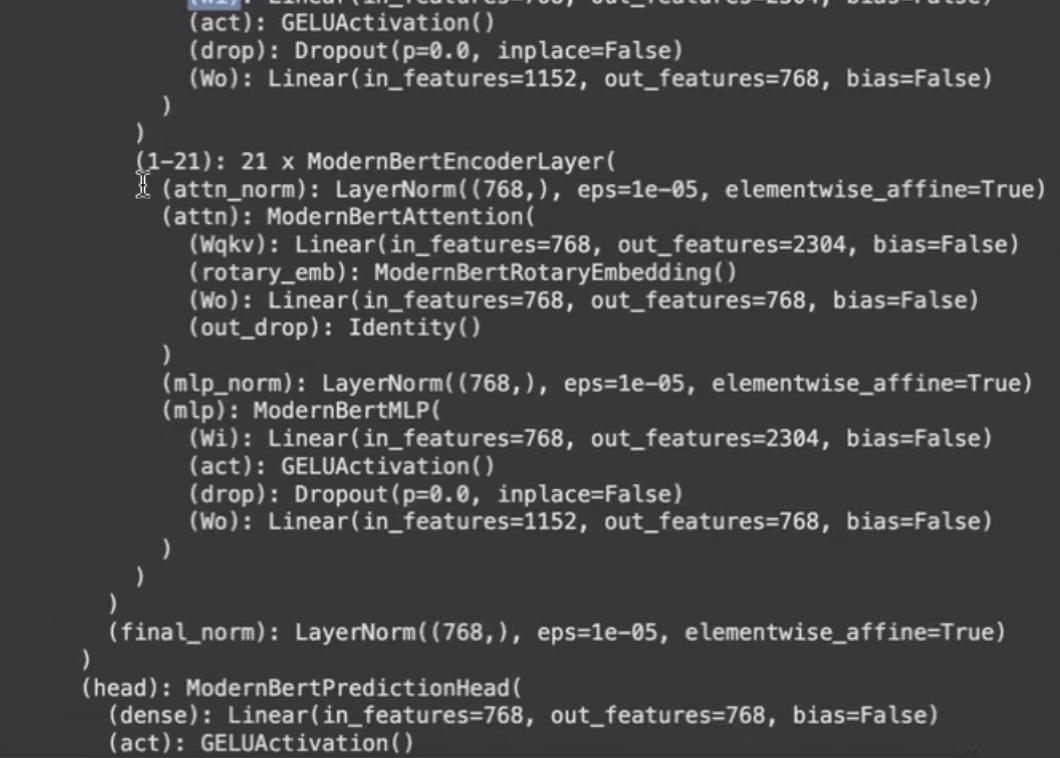 (Wi): Linear(in_features=768, out_features=2304, bias=False)
(act): GELUActivation()
(drop): Dropout(p=0.0, inplace=False)
(Wo): Linear(in_features=1152, out_features=768, bias=False)
)
)
(1-21): 21 x ModernBertEncoderLayer(
(attn_norm): LayerNorm((768,), eps=1e-05, elementwise_affine=True)
(attn): ModernBertAttention(
(Wqkv): Linear(in_features=768, out_features=2304, bias=False)
(rotary_emb): ModernBertRotaryEmbedding()
(Wo): Linear(in_features=768, out_features=768, bias=False)
(out_drop): Identity()
)
(mlp_norm): LayerNorm((768,), eps=1e-05, elementwise_affine=True)
(mlp): ModernBertMLP(
(Wi): Linear(in_features=768, out_features=2304, bias=False)
(act): GELUActivation()
(drop): Dropout(p=0.0, inplace=False)
(Wo): Linear(in_features=1152, out_features=768, bias=False)
)
)
)
(final_norm): LayerNorm((768,), eps=1e-05, elementwise_affine=True)
)
(head): ModernBertPredictionHead(
(dense): Linear(in_features=768, out_features=768, bias=False)
(act): GELUActivation()